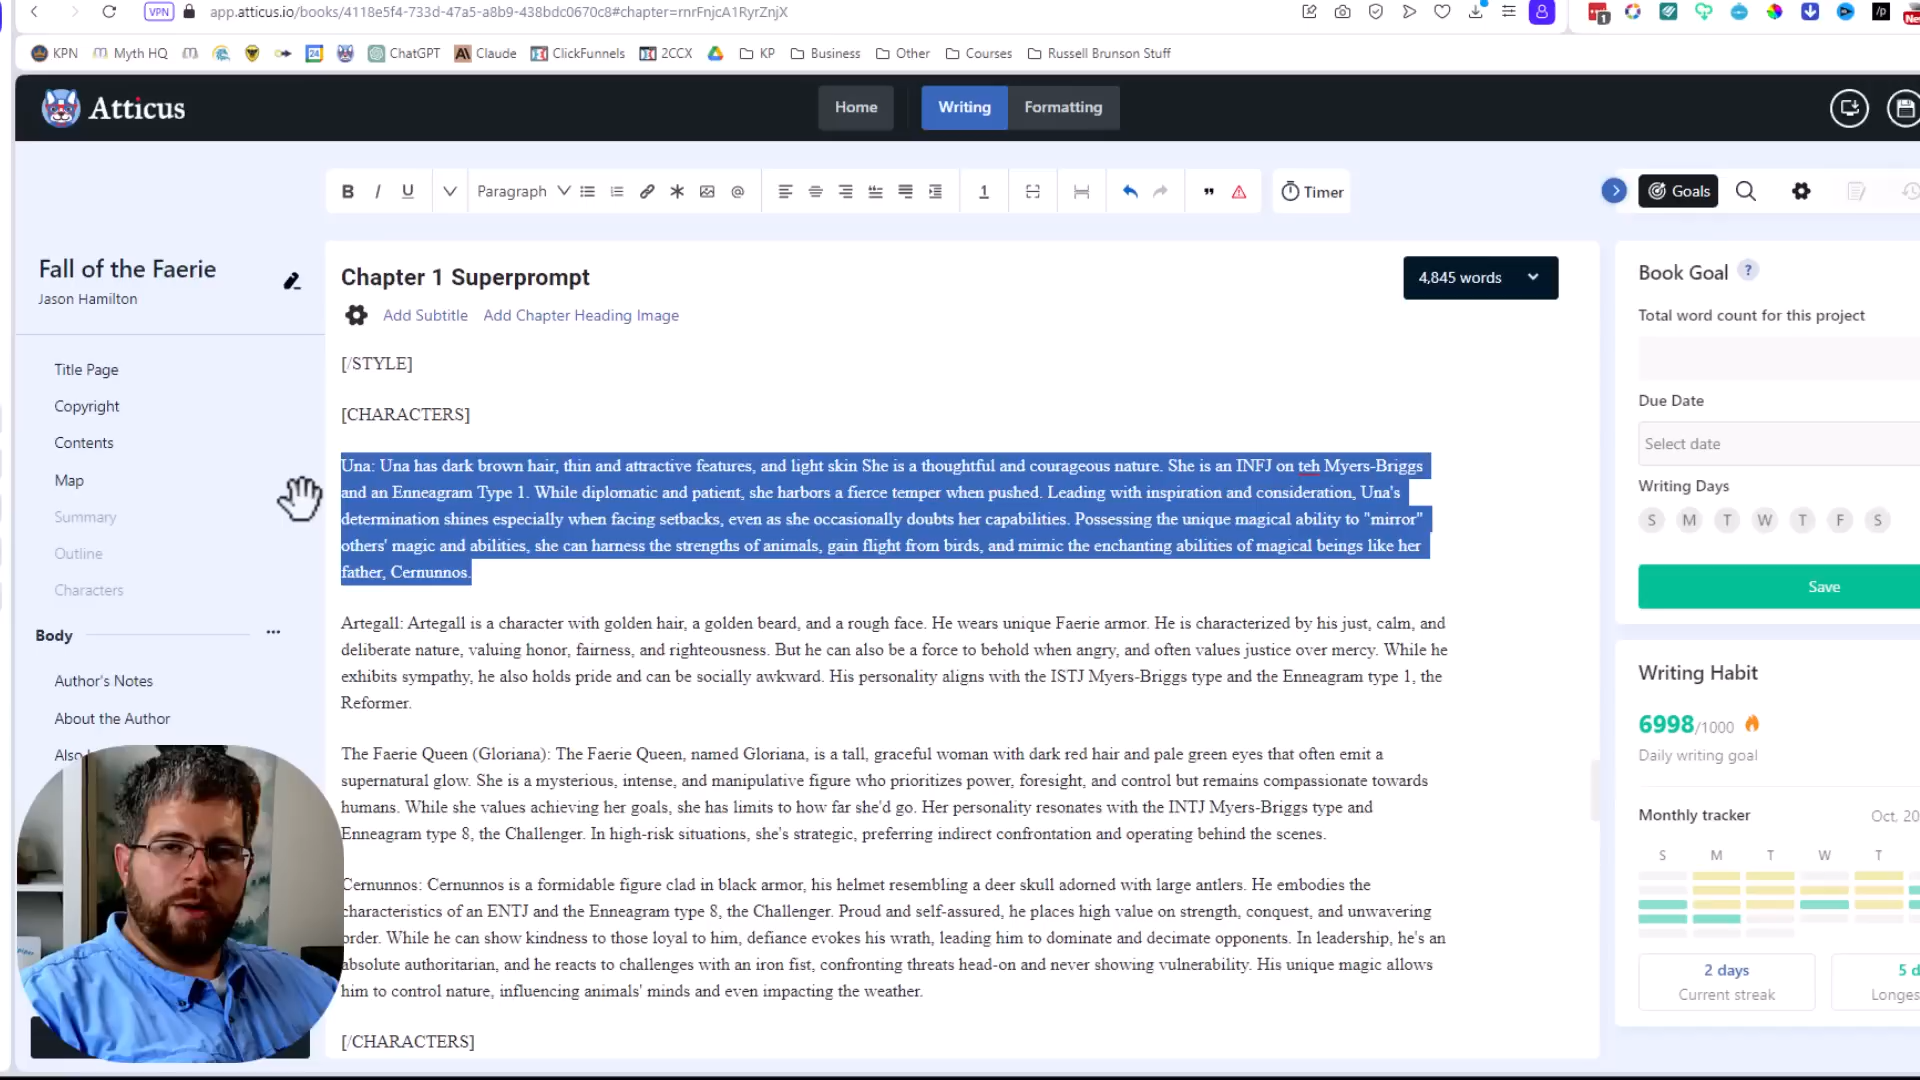 VPN app.atticus.io/books/4118e5f4-733d-47a5-a8b9-438bdc0670c8#chapter=rnrFnjcA1RyrZnjX
1
KPN Myth HQ 24 ChatGPT Claude ClickFunnels 2CCX KP Business Other Courses Russell Brunson Stuff
Atticus
Home Writing Formatting
B I U Paragraph 1 Timer
Goals
Fall of the Faerie
Jason Hamilton
Title Page
Copyright
Contents
Map
Summary
Outline
Characters
Body
Author's Notes
About the Author
Chapter 1 Superprompt
4,845 words
Add Subtitle Add Chapter Heading Image
[/STYLE]
[CHARACTERS]
Una: Una has dark brown hair, thin and attractive features, and light skin She is a thoughtful and courageous nature. She is an INFJ on teh Myers-Briggs
and an Enneagram Type 1. While diplomatic and patient, she harbors a fierce temper when pushed. Leading with inspiration and consideration, Una's
determination shines especially when facing setbacks, even as she occasionally doubts her capabilities. Possessing the unique magical ability to "mirror"
others' magic and abilities, she can harness the strengths of animals, gain flight from birds, and mimic the enchanting abilities of magical beings like her
father, Cernunnos.
Artegall: Artegall is a character with golden hair, a golden beard, and a rough face. He wears unique Faerie armor. He is characterized by his just, calm, and
deliberate nature, valuing honor, fairness, and righteousness. But he can also be a force to behold when angry, and often values justice over mercy. While he
exhibits sympathy, he also holds pride and can be socially awkward. His personality aligns with the ISTJ Myers-Briggs type and the Enneagram type 1, the
Reformer.
The Faerie Queen (Gloriana): The Faerie Queen, named Gloriana, is a tall, graceful woman with dark red hair and pale green eyes that often emit a
supernatural glow. She is a mysterious, intense, and manipulative figure who prioritizes power, foresight, and control but remains compassionate towards
humans. While she values achieving her goals, she has limits to how far she'd go. Her personality resonates with the INTJ Myers-Briggs type and
Enneagram type 8, the Challenger. In high-risk situations, she's strategic, preferring indirect confrontation and operating behind the scenes.
Cernunnos: Cernunnos is a formidable figure clad in black armor, his helmet resembling a deer skull adorned with large antlers. He embodies the
characteristics of an ENTJ and the Enneagram type 8, the Challenger. Proud and self-assured, he places high value on strength, conquest, and unwavering
order. While he can show kindness to those loyal to him, defiance evokes his wrath, leading him to dominate and decimate opponents. In leadership, he's an
absolute authoritarian, and he reacts to challenges with an iron fist, confronting threats head-on and never showing vulnerability. His unique magic allows
him to control nature, influencing animals' minds and even impacting the weather.
[/CHARACTERS]
Book Goal ?
Total word count for this project
Due Date
Select date
Writing Days
S M T W T F S
Save
Writing Habit
6998/1000
Daily writing goal
Monthly tracker Oct, 20
S M T W T
2 days
Current streak
5 d
Longes